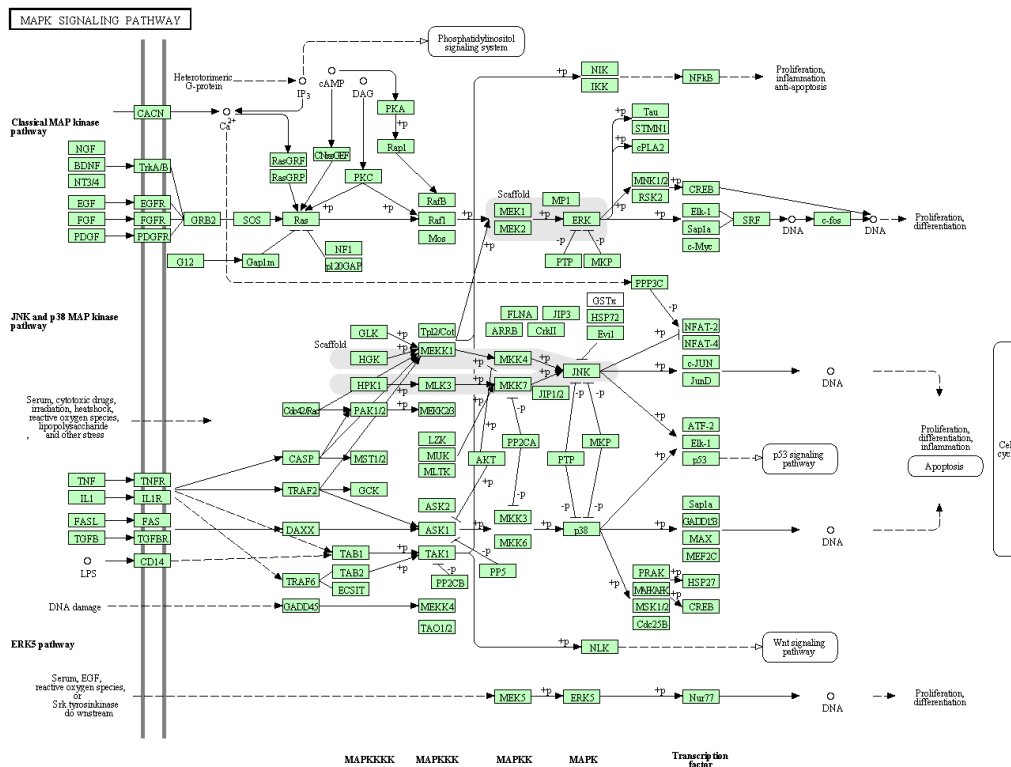 MAPK SIGNALING PATHWAY
Phosphatidylinositol
signaling system
Heterotorimeric
G-protein
IP3
cAMP
DAG
+p
NIK
IKK
NFkB
Proliferation,
inflammation
anti-apoptosis
CACN
Ca2+
PKA
+p
Rap1
Tau
STMN1
cPLA2
+p
Classical MAP kinase
pathway
NGF
BDNF
NT3/4
TrkA/B
RasGRF
RasGRP
CNrasGEF
PKC
RafB
Scaffold
MP1
MNK1/2
RSK2
+p
CREB
EGF
FGF
PDGF
EGFR
FGFR
PDGFR
GRB2
SOS
Ras
+p
+p
Raf1
Mos
+p
MEK1
MEK2
+p
ERK
+p
+p
Elk-1
Sap1a
c-Myc
SRF
DNA
c-fos
DNA
Proliferation,
differentiation
G12
Gap1m
NF1
p120GAP
+p
-p
-p
PTP
MKP
PPP3C
-p
JNK and p38 MAP kinase
pathway
GSTπ
HSP72
Evi1
FLNA
JIP3
ARRB
CrkII
NFAT-2
NFAT-4
GLK
HGK
HPK1
+p
+p
+p
Tpl2/Cot
MEKK1
MLK3
MEKK2/3
+p
+p
+p
MKK4
MKK7
+p
+p
JNK
JIP1/2
+p
c-JUN
JunD
DNA
Scaffold
Cdc42/Rac
PAK1/2
+p
Serum, cytotoxic drugs,
irradiation, heatshock,
reactive oxygen species,
lipopolysaccharide
and other stress
LZK
MUK
MLTK
AKT
+p
-p
PP2CA
-p
-p
-p
PTP
MKP
-p
-p
+p
ATF-2
Elk-1
p53
p53 signaling
pathway
Proliferation,
differentiation,
inflammation
Apoptosis
Cel
cycl
CASP
MST1/2
TNF
IL1
TNFR
IL1R
TRAF2
GCK
FASL
TGFB
FAS
TGFBR
DAXX
ASK2
ASK1
-p
+p
MKK3
MKK6
+p
p38
+p
Sap1a
GADD153
MAX
MEF2C
DNA
LPS
CD14
TAB1
+p
TAK1
-p
-p
PP2CB
PP5
TRAF6
TAB2
ECSIT
+p
+p
PRAK
MAPKAPK
MSK1/2
Cdc25B
+p
+p
HSP27
CREB
DNA damage
GADD45
MEKK4
TAO1/2
ERK5 pathway
+p
NLK
Wnt signaling
pathway
Serum, EGF,
reactive oxygen species,
or
Srk tyrosinkinase
do wnstream
MEK5
+p
ERK5
+p
Nur77
DNA
Proliferation,
differentiation
MAPKKKK
MAPKKK
MAPKK
MAPK
Transcription
factor